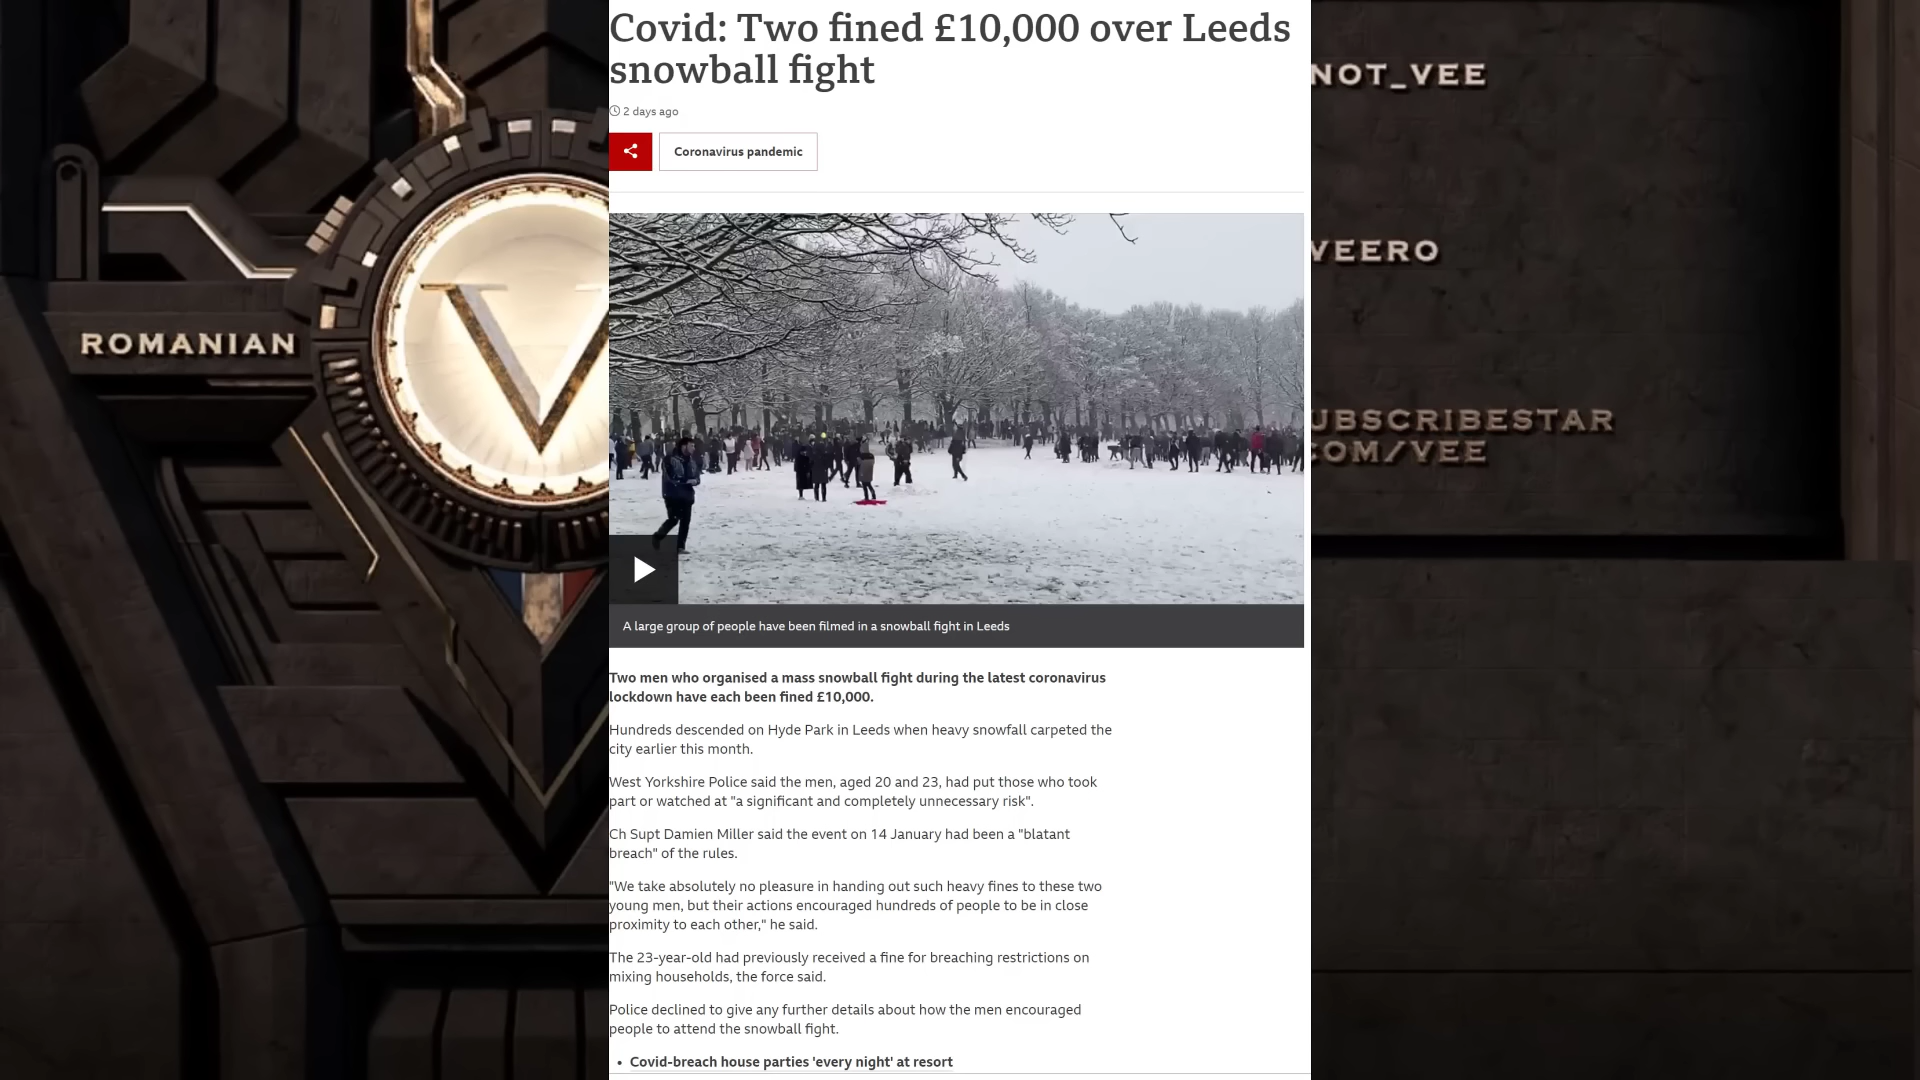 Covid: Two fined £10,000 over Leeds
snowball fight
2 days ago
Coronavirus pandemic
A large group of people have been filmed in a snowball fight in Leeds
Two men who organised a mass snowball fight during the latest coronavirus
lockdown have each been fined £10,000.
Hundreds descended on Hyde Park in Leeds when heavy snowfall carpeted the
city earlier this month.
West Yorkshire Police said the men, aged 20 and 23, had put those who took
part or watched at "a significant and completely unnecessary risk".
Ch Supt Damien Miller said the event on 14 January had been a "blatant
breach" of the rules.
"We take absolutely no pleasure in handing out such heavy fines to these two
young men, but their actions encouraged hundreds of people to be in close
proximity to each other," he said.
The 23-year-old had previously received a fine for breaching restrictions on
mixing households, the force said.
Police declined to give any further details about how the men encouraged
people to attend the snowball fight.
• Covid-breach house parties 'every night' at resort
ROMANIAN
V
NOT_VEE
VEERO
UBSCRIBESTAR
COM/VEE